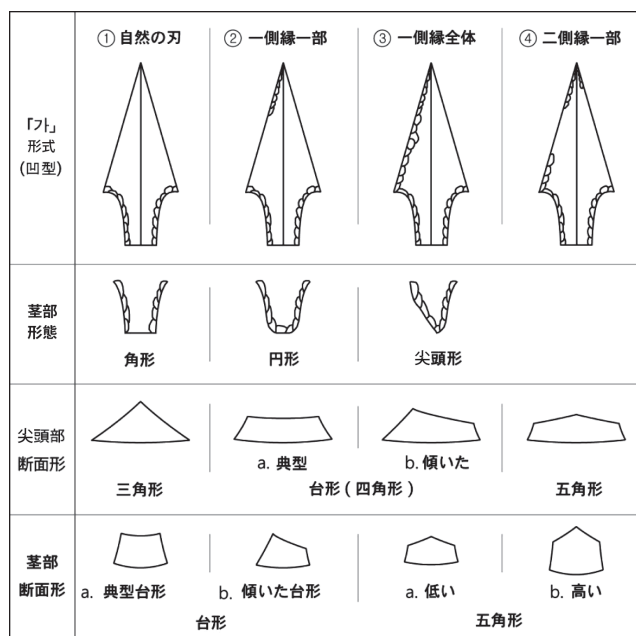 ① 自然の刃 ② 一側縁一部 ③ 一側縁全体 ④ 二側縁一部
「가」
形式
(凹型)
茎部
形態
角形 円形 尖頭形
尖頭部
断面形
a. 典型 b. 傾いた
三角形 台形 ( 四角形 ) 五角形
茎部
断面形
a. 典型台形 b. 傾いた台形 a. 低い b. 高い
台形 五角形